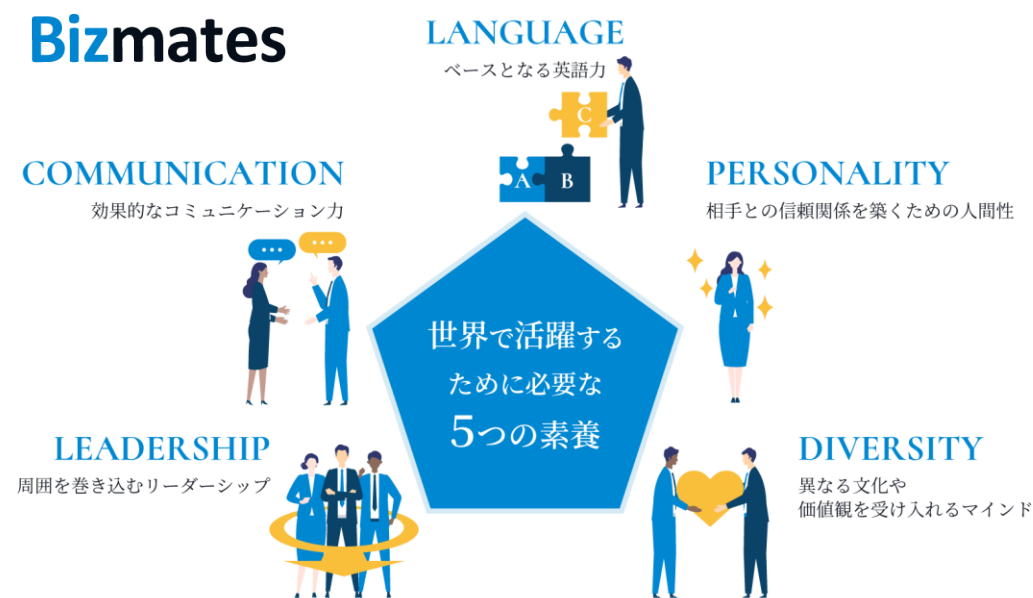 Bizmates
LANGUAGE
ベースとなる英語力
C
A B
COMMUNICATION
効果的なコミュニケーション力
PERSONALITY
相手との信頼関係を築くための人間性
世界で活躍する
ために必要な
5つの素養
LEADERSHIP
周囲を巻き込むリーダーシップ
DIVERSITY
異なる文化や
価値観を受け入れるマインド